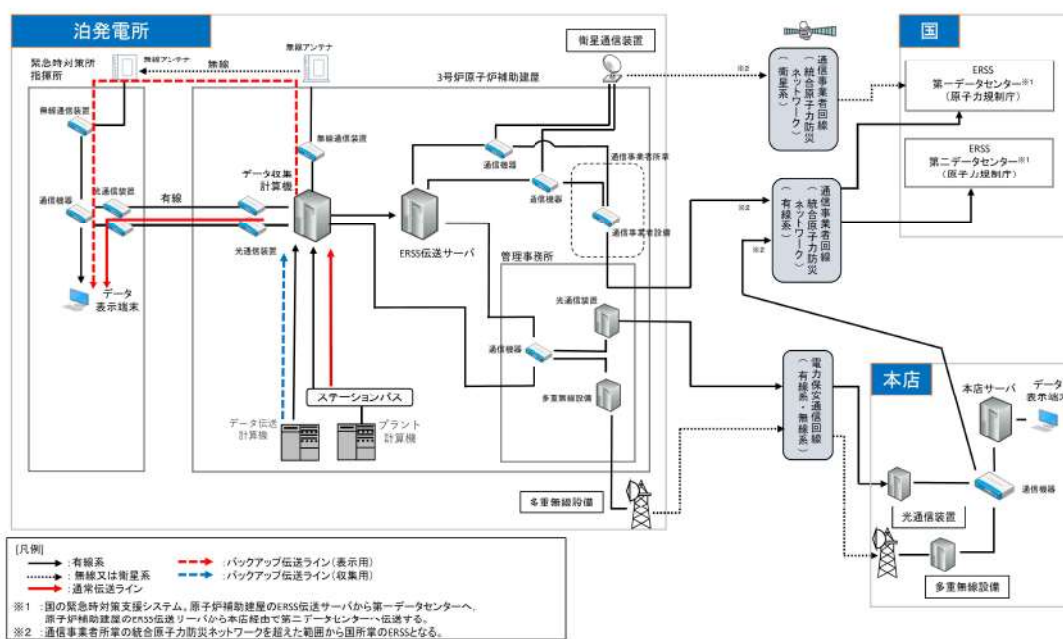 泊発電所
緊急時対策所
指揮所
無線アンテナ
無線
無線アンテナ
3号炉原子炉補助建屋
衛星通信装置
※2
通信事業者回線
(統合原子力防災
ネットワーク)
(衛星系)
国
ERSS
第一データセンター※1
(原子力規制庁)
ERSS
第二データセンター※1
(原子力規制庁)
無線通信装置
無線通信装置
通信機器
通信事業者所掌
データ収集
計算機
通信機器
光通信装置
有線
通信機器
光通信装置
ERSS伝送サーバ
通信事業者設備
※2
※2
通信事業者回線
(統合原子力防災
ネットワーク)
(有線系)
管理事務所
データ
表示端末
光通信装置
通信機器
多重無線設備
電力保安通信回線
(有線系・無線系)
本店
本店サーバ
データ
表示端末
ステーションバス
データ伝送
計算機
プラント
計算機
通信機器
光通信装置
多重無線設備
多重無線設備
[凡例]
:有線系
:無線又は衛星系
:通常伝送ライン
:バックアップ伝送ライン(表示用)
:バックアップ伝送ライン(収集用)
※1 :国の緊急時対策支援システム。原子炉補助建屋のERSS伝送サーバから第一データセンターへ、
原子炉補助建屋のERSS伝送サーバから本店経由で第二データセンターへ伝送する。
※2 :通信事業者所掌の統合原子力防災ネットワークを超えた範囲から国所掌のERSSとなる。